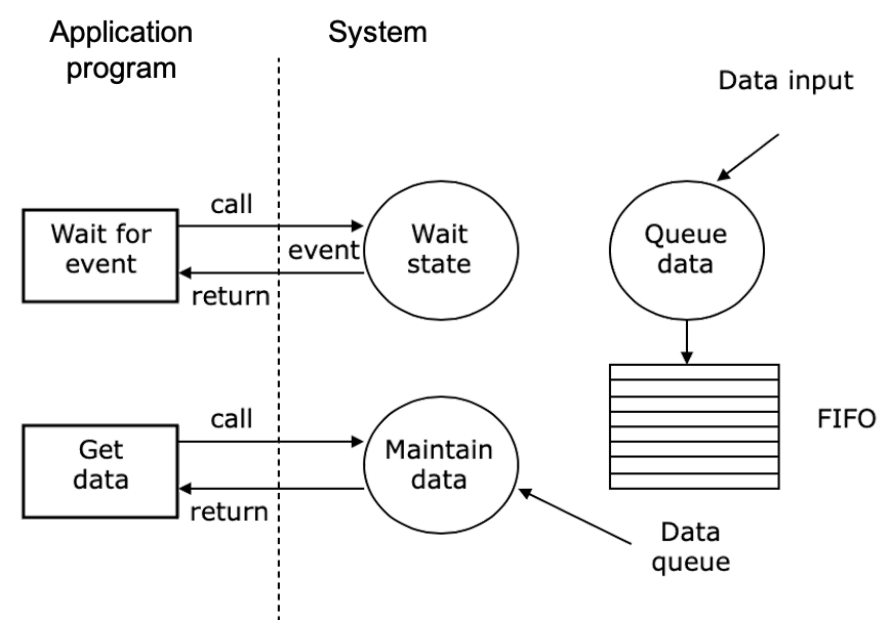 Application
program
System
Data input
call
Wait for
event
event
Wait
state
return
Queue
data
call
Get
data
return
Maintain
data
FIFO
Data
queue